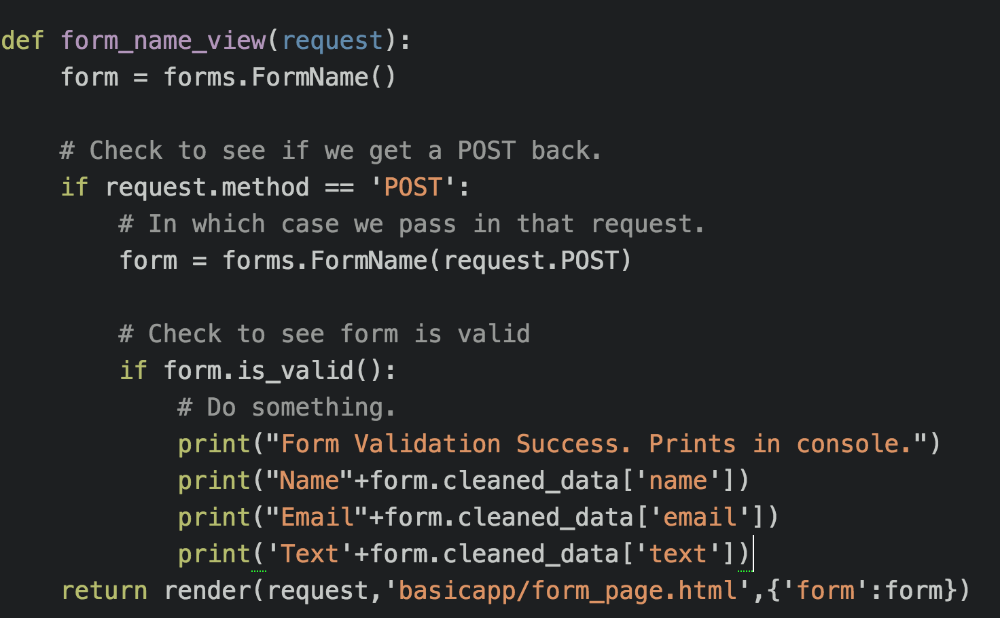 def form_name_view(request):
    form = forms.FormName()

    # Check to see if we get a POST back.
    if request.method == 'POST':
        # In which case we pass in that request.
        form = forms.FormName(request.POST)

        # Check to see form is valid
        if form.is_valid():
            # Do something.
            print("Form Validation Success. Prints in console.")
            print("Name"+form.cleaned_data['name'])
            print("Email"+form.cleaned_data['email'])
            print('Text'+form.cleaned_data['text'])
    return render(request,'basicapp/form_page.html',{'form':form})